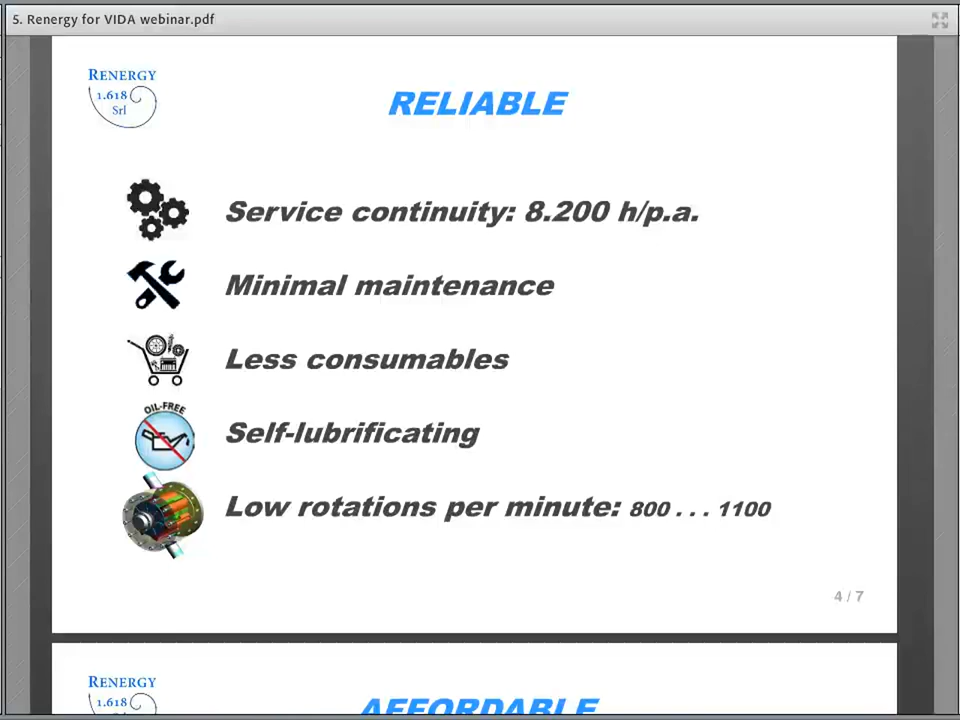 5. Renergy for VIDA webinar.pdf
RENERGY
1.618
Srl
RELIABLE
Service continuity: 8.200 h/p.a.
Minimal maintenance
Less consumables
OIL-FREE
Self-lubrificating
Low rotations per minute: 800 . . . 1100
4 / 7
RENERGY
1.618
AFFORDABLE